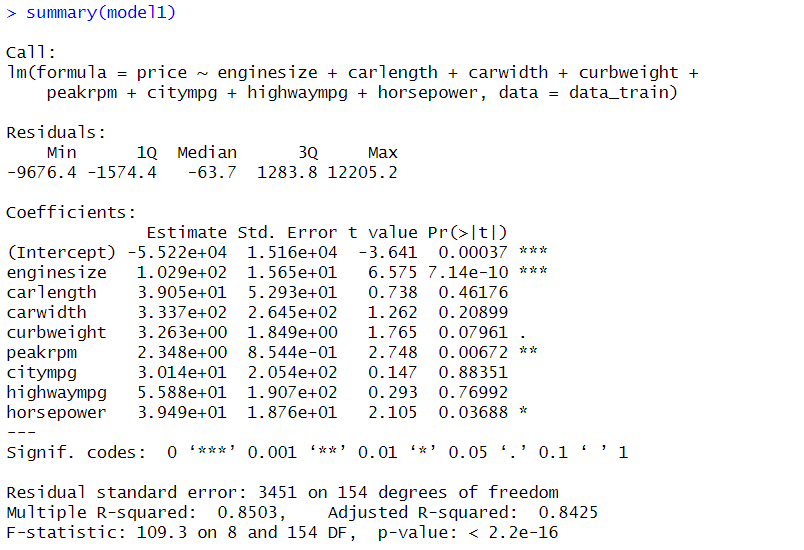 > summary(model1)
Call:
lm(formula = price ~ enginesize + carlength + carwidth + curbweight +
    peakrpm + citympg + highwaympg + horsepower, data = data_train)
Residuals:
    Min      1Q  Median      3Q     Max
-9676.4 -1574.4   -63.7  1283.8 12205.2
Coefficients:
              Estimate Std. Error t value Pr(>|t|)
(Intercept) -5.522e+04  1.516e+04  -3.641  0.00037 ***
enginesize   1.029e+02  1.565e+01   6.575 7.14e-10 ***
carlength    3.905e+01  5.293e+01   0.738  0.46176
carwidth     3.337e+02  2.645e+02   1.262  0.20899
curbweight   3.263e+00  1.849e+00   1.765  0.07961 .
peakrpm      2.348e+00  8.544e-01   2.748  0.00672 **
citympg      3.014e+01  2.054e+02   0.147  0.88351
highwaympg   5.588e+01  1.907e+02   0.293  0.76992
horsepower   3.949e+01  1.876e+01   2.105  0.03688 *
---
Signif. codes:  0 ‘***’ 0.001 ‘**’ 0.01 ‘*’ 0.05 ‘.’ 0.1 ‘ ’ 1
Residual standard error: 3451 on 154 degrees of freedom
Multiple R-squared:  0.8503,    Adjusted R-squared:  0.8425
F-statistic: 109.3 on 8 and 154 DF,  p-value: < 2.2e-16